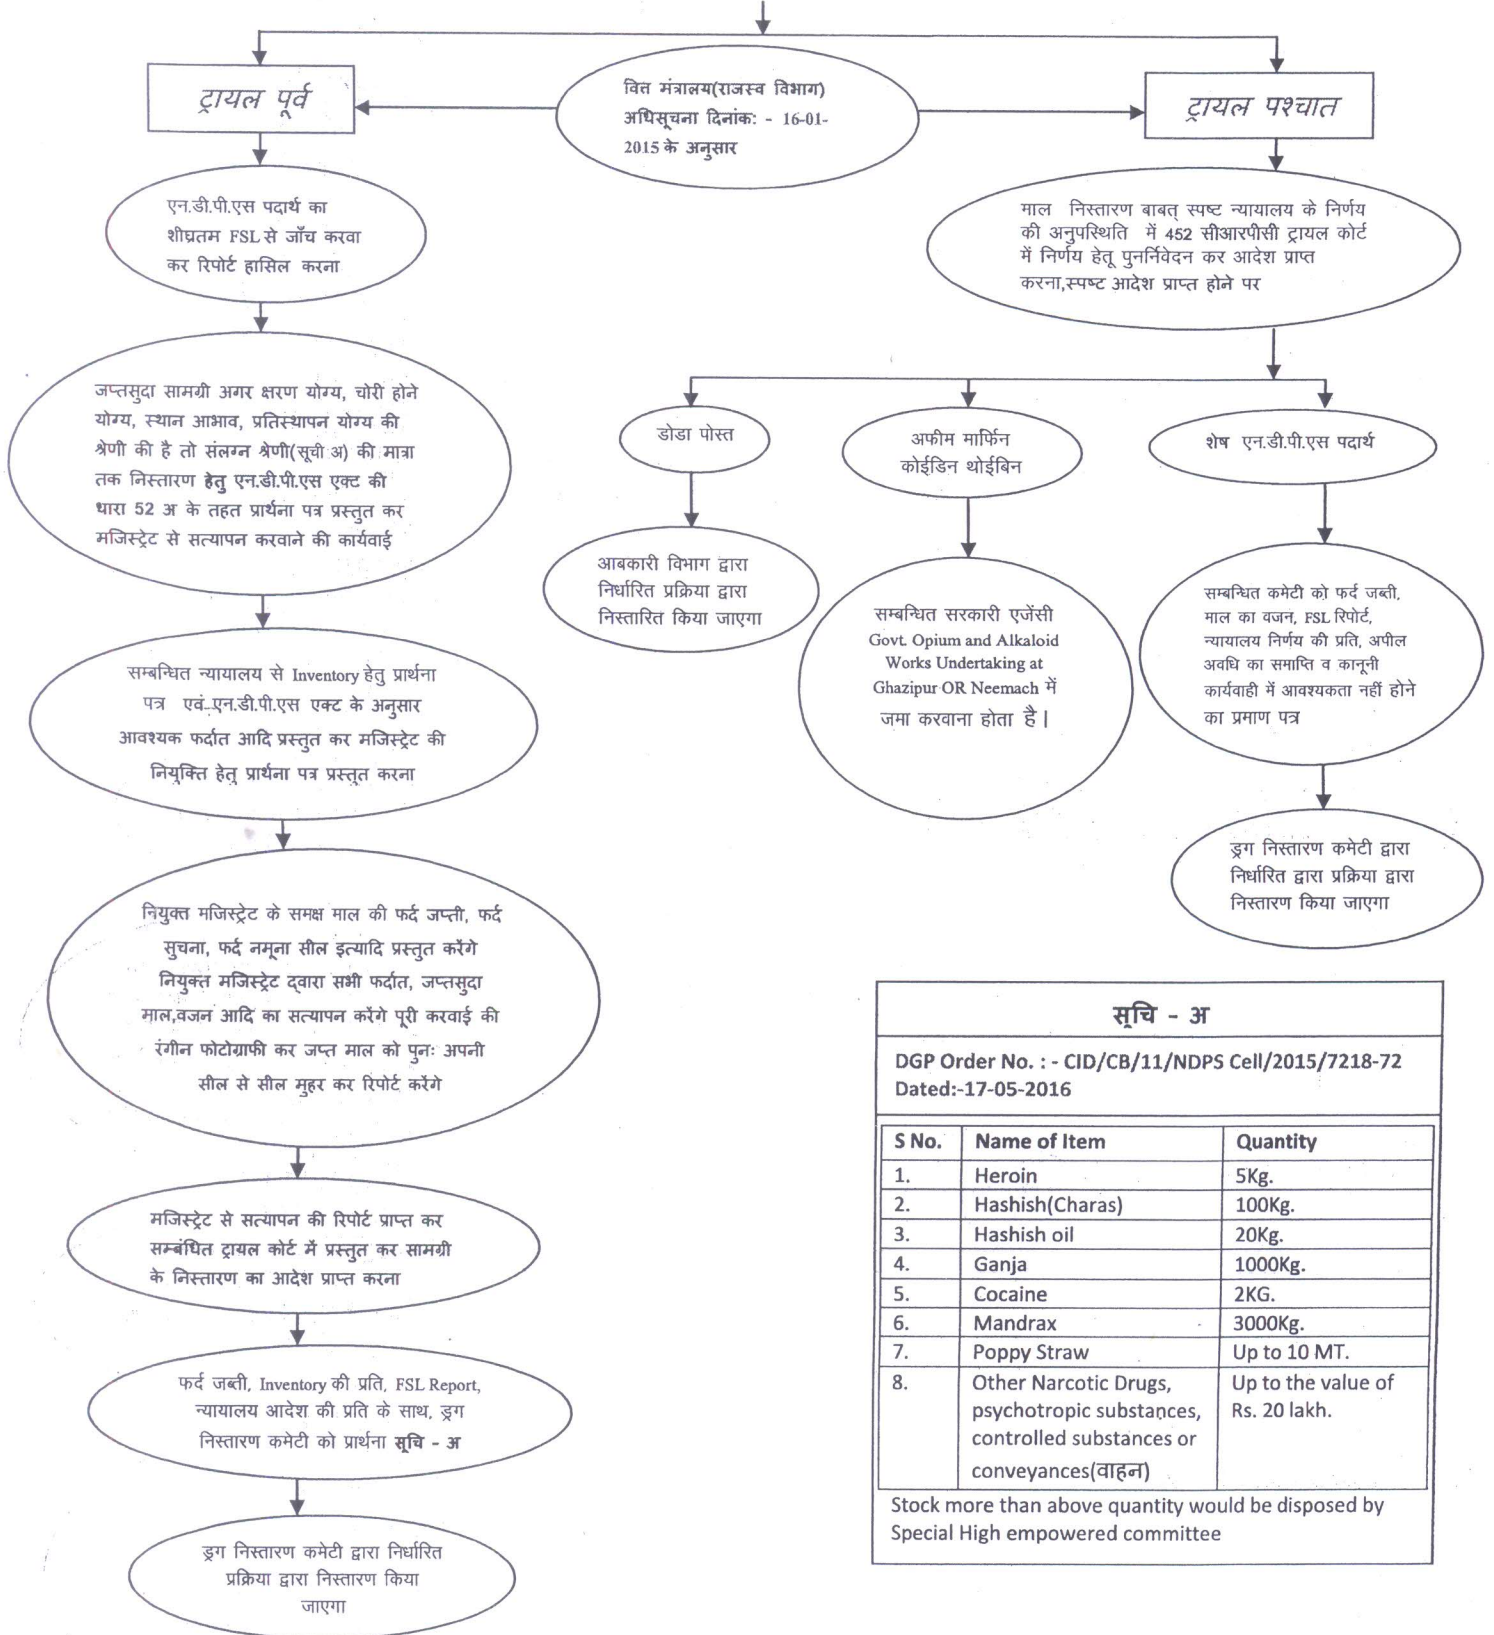 ट्रायल पूर्व
वित्त मंत्रालय(राजस्व विभाग)
अधिसूचना दिनांक: - 16-01-
2015 के अनुसार
ट्रायल पश्चात
एन.डी.पी.एस पदार्थ का
शीघ्रतम FSL से जाँच करवा
कर रिपोर्ट हासिल करना
जप्तसुदा सामग्री अगर क्षरण योग्य, चोरी होने
योग्य, स्थान आभाव, प्रतिस्थापन योग्य की
श्रेणी की है तो संलग्न श्रेणी(सूची अ) की मात्रा
तक निस्तारण हेतु एन.डी.पी.एस एक्ट की
धारा 52 अ के तहत प्रार्थना पत्र प्रस्तुत कर
मजिस्ट्रेट से सत्यापन करवाने की कार्यवाई
सम्बन्धित न्यायालय से Inventory हेतु प्रार्थना
पत्र एवं एन.डी.पी.एस एक्ट के अनुसार
आवश्यक फर्दात आदि प्रस्तुत कर मजिस्ट्रेट की
नियुक्ति हेतु प्रार्थना पत्र प्रस्तुत करना
नियुक्त मजिस्ट्रेट के समक्ष माल की फर्द जप्ती, फर्द
सुचना, फर्द नमूना सील इत्यादि प्रस्तुत करेंगे
नियुक्त मजिस्ट्रेट द्वारा सभी फर्दात, जप्तसुदा
माल,वजन आदि का सत्यापन करेंगे पूरी करवाई की
रंगीन फोटोग्राफी कर जप्त माल को पुनः अपनी
सील से सील मुहर कर रिपोर्ट करेंगे
मजिस्ट्रेट से सत्यापन की रिपोर्ट प्राप्त कर
सम्बंधित ट्रायल कोर्ट में प्रस्तुत कर सामग्री
के निस्तारण का आदेश प्राप्त करना
फर्द जब्ती, Inventory की प्रति, FSL Report,
न्यायालय आदेश की प्रति के साथ, ड्रग
निस्तारण कमेटी को प्रार्थना सूचि - अ
ड्रग निस्तारण कमेटी द्वारा निर्धारित
प्रक्रिया द्वारा निस्तारण किया
जाएगा
माल निस्तारण बाबत् स्पष्ट न्यायालय के निर्णय
की अनुपस्थिति में 452 सीआरपीसी ट्रायल कोर्ट
में निर्णय हेतू पुनर्निवेदन कर आदेश प्राप्त
करना,स्पष्ट आदेश प्राप्त होने पर
डोडा पोस्त
आबकारी विभाग द्वारा
निर्धारित प्रक्रिया द्वारा
निस्तारित किया जाएगा
अफीम मार्फिन
कोईडिन थोईबिन
सम्बन्धित सरकारी एजेंसी
Govt. Opium and Alkaloid
Works Undertaking at
Ghazipur OR Neemach में
जमा करवाना होता है |
शेष एन.डी.पी.एस पदार्थ
सम्बन्धित कमेटी को फर्द जब्ती,
माल का वजन, FSL रिपोर्ट,
न्यायालय निर्णय की प्रति, अपील
अवधि का समाप्ति व कानूनी
कार्यवाही में आवश्यकता नहीं होने
का प्रमाण पत्र
ड्रग निस्तारण कमेटी द्वारा
निर्धारित द्वारा प्रक्रिया द्वारा
निस्तारण किया जाएगा
सूचि - अ
DGP Order No. : - CID/CB/11/NDPS Cell/2015/7218-72
Dated:-17-05-2016
S No. Name of Item Quantity
1. Heroin 5Kg.
2. Hashish(Charas) 100Kg.
3. Hashish oil 20Kg.
4. Ganja 1000Kg.
5. Cocaine 2KG.
6. Mandrax 3000Kg.
7. Poppy Straw Up to 10 MT.
8. Other Narcotic Drugs, Up to the value of
psychotropic substances, Rs. 20 lakh.
controlled substances or
conveyances(वाहन)
Stock more than above quantity would be disposed by
Special High empowered committee